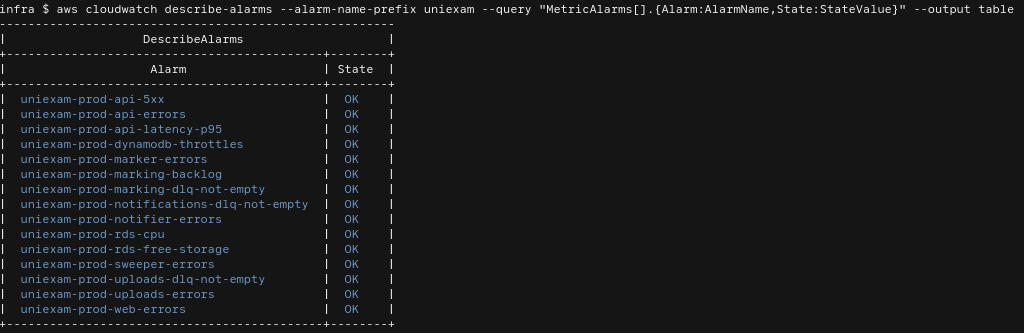 infra $ aws cloudwatch describe-alarms --alarm-name-prefix uniexam --query "MetricAlarms[].{Alarm:AlarmName,State:StateValue}" --output table
-------------------------------------------------------
|                   DescribeAlarms                    |
+--------------------------------------------+--------+
|                    Alarm                   | State  |
+--------------------------------------------+--------+
|  uniexam-prod-api-5xx                      |  OK    |
|  uniexam-prod-api-errors                   |  OK    |
|  uniexam-prod-api-latency-p95              |  OK    |
|  uniexam-prod-dynamodb-throttles           |  OK    |
|  uniexam-prod-marker-errors                |  OK    |
|  uniexam-prod-marking-backlog              |  OK    |
|  uniexam-prod-marking-dlq-not-empty        |  OK    |
|  uniexam-prod-notifications-dlq-not-empty  |  OK    |
|  uniexam-prod-notifier-errors              |  OK    |
|  uniexam-prod-rds-cpu                      |  OK    |
|  uniexam-prod-rds-free-storage             |  OK    |
|  uniexam-prod-sweeper-errors               |  OK    |
|  uniexam-prod-uploads-dlq-not-empty        |  OK    |
|  uniexam-prod-uploads-errors               |  OK    |
|  uniexam-prod-web-errors                   |  OK    |
+--------------------------------------------+--------+